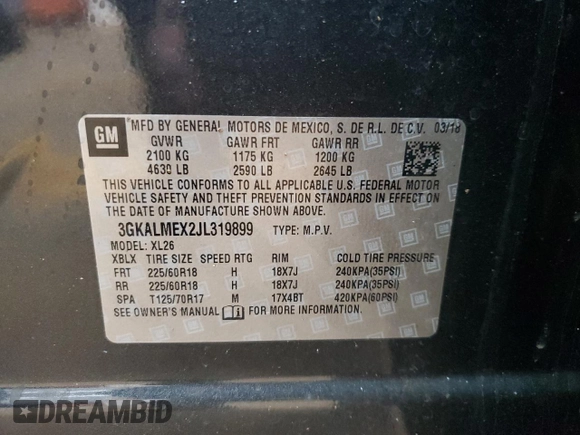 GM
MFD BY GENERAL MOTORS DE MEXICO, S. DE R.L. DE C.V. 03/18
GVWR GAWR FRT GAWR RR
2100 KG 1175 KG 1200 KG
4639 LB 2590 LB 2645 LB
THIS VEHICLE CONFORMS TO ALL APPLICABLE U.S. FEDERAL MOTOR
VEHICLE SAFETY AND THEFT PREVENTION STANDARDS IN EFFECT ON
THE DATE OF MANUFACTURE SHOWN ABOVE.
3GKALMEX2JL319899 TYPE: M.P.V.
MODEL: XL26
XBLX TIRE SIZE SPEED RTG RIM COLD TIRE PRESSURE
FRT 225/60R18 H 18X7J 240KPA(35PSI)
RR 225/60R18 H 18X7J 240KPA(35PSI)
SPA T125/70R17 M 17X4BT 420KPA(60PSI)
SEE OWNER'S MANUAL i FOR MORE INFORMATION.
DREAMBID